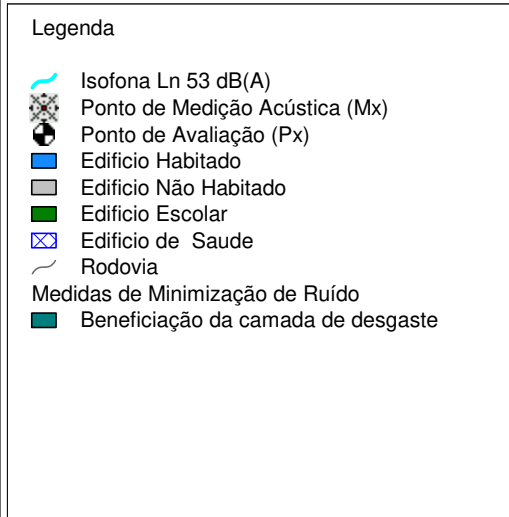 Legenda
Isofona Ln 53 dB(A)
Ponto de Medição Acústica (Mx)
Ponto de Avaliação (Px)
Edificio Habitado
Edificio Não Habitado
Edificio Escolar
Edificio de Saude
Rodovia
Medidas de Minimização de Ruído
Beneficiação da camada de desgaste